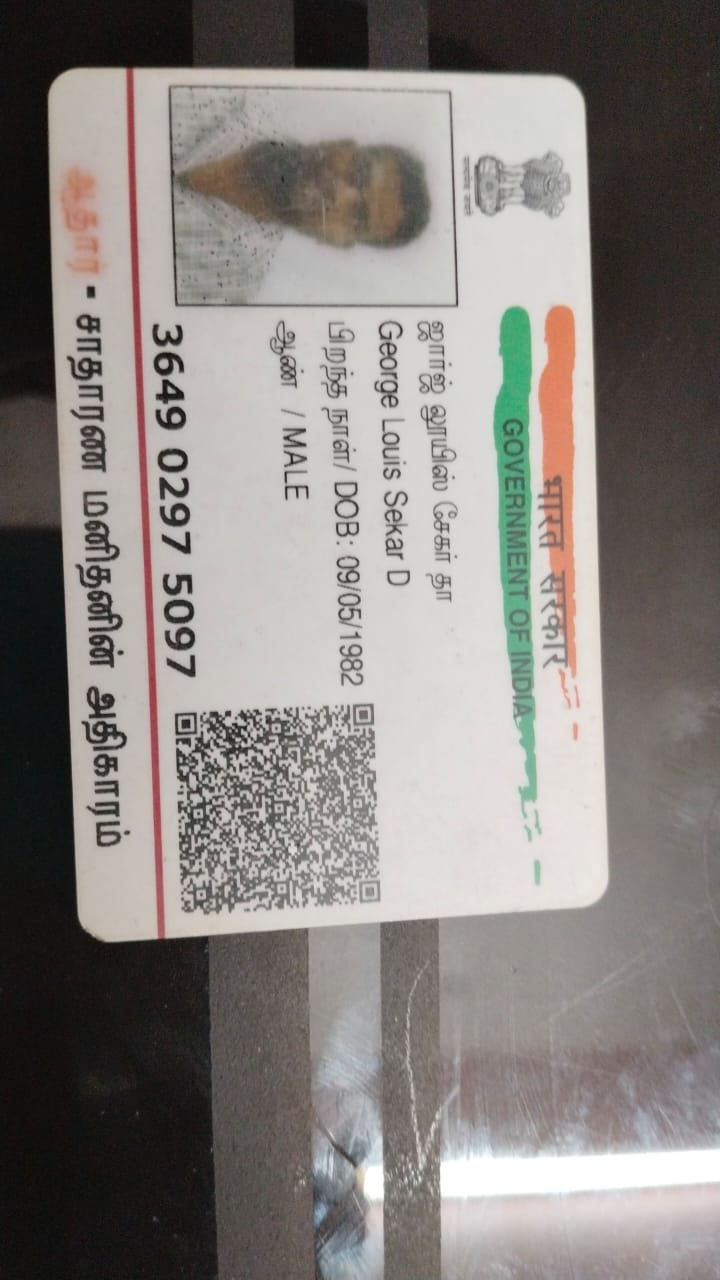 भारत सरकार
GOVERNMENT OF INDIA
ஜார்ஜ் லூயிஸ் சேகர் தா
George Louis Sekar D
பிறந்த நாள்/ DOB: 09/05/1982
ஆண் / MALE
3649 0297 5097
ஆதார் - சாதாரண மனிதனின் அதிகாரம்